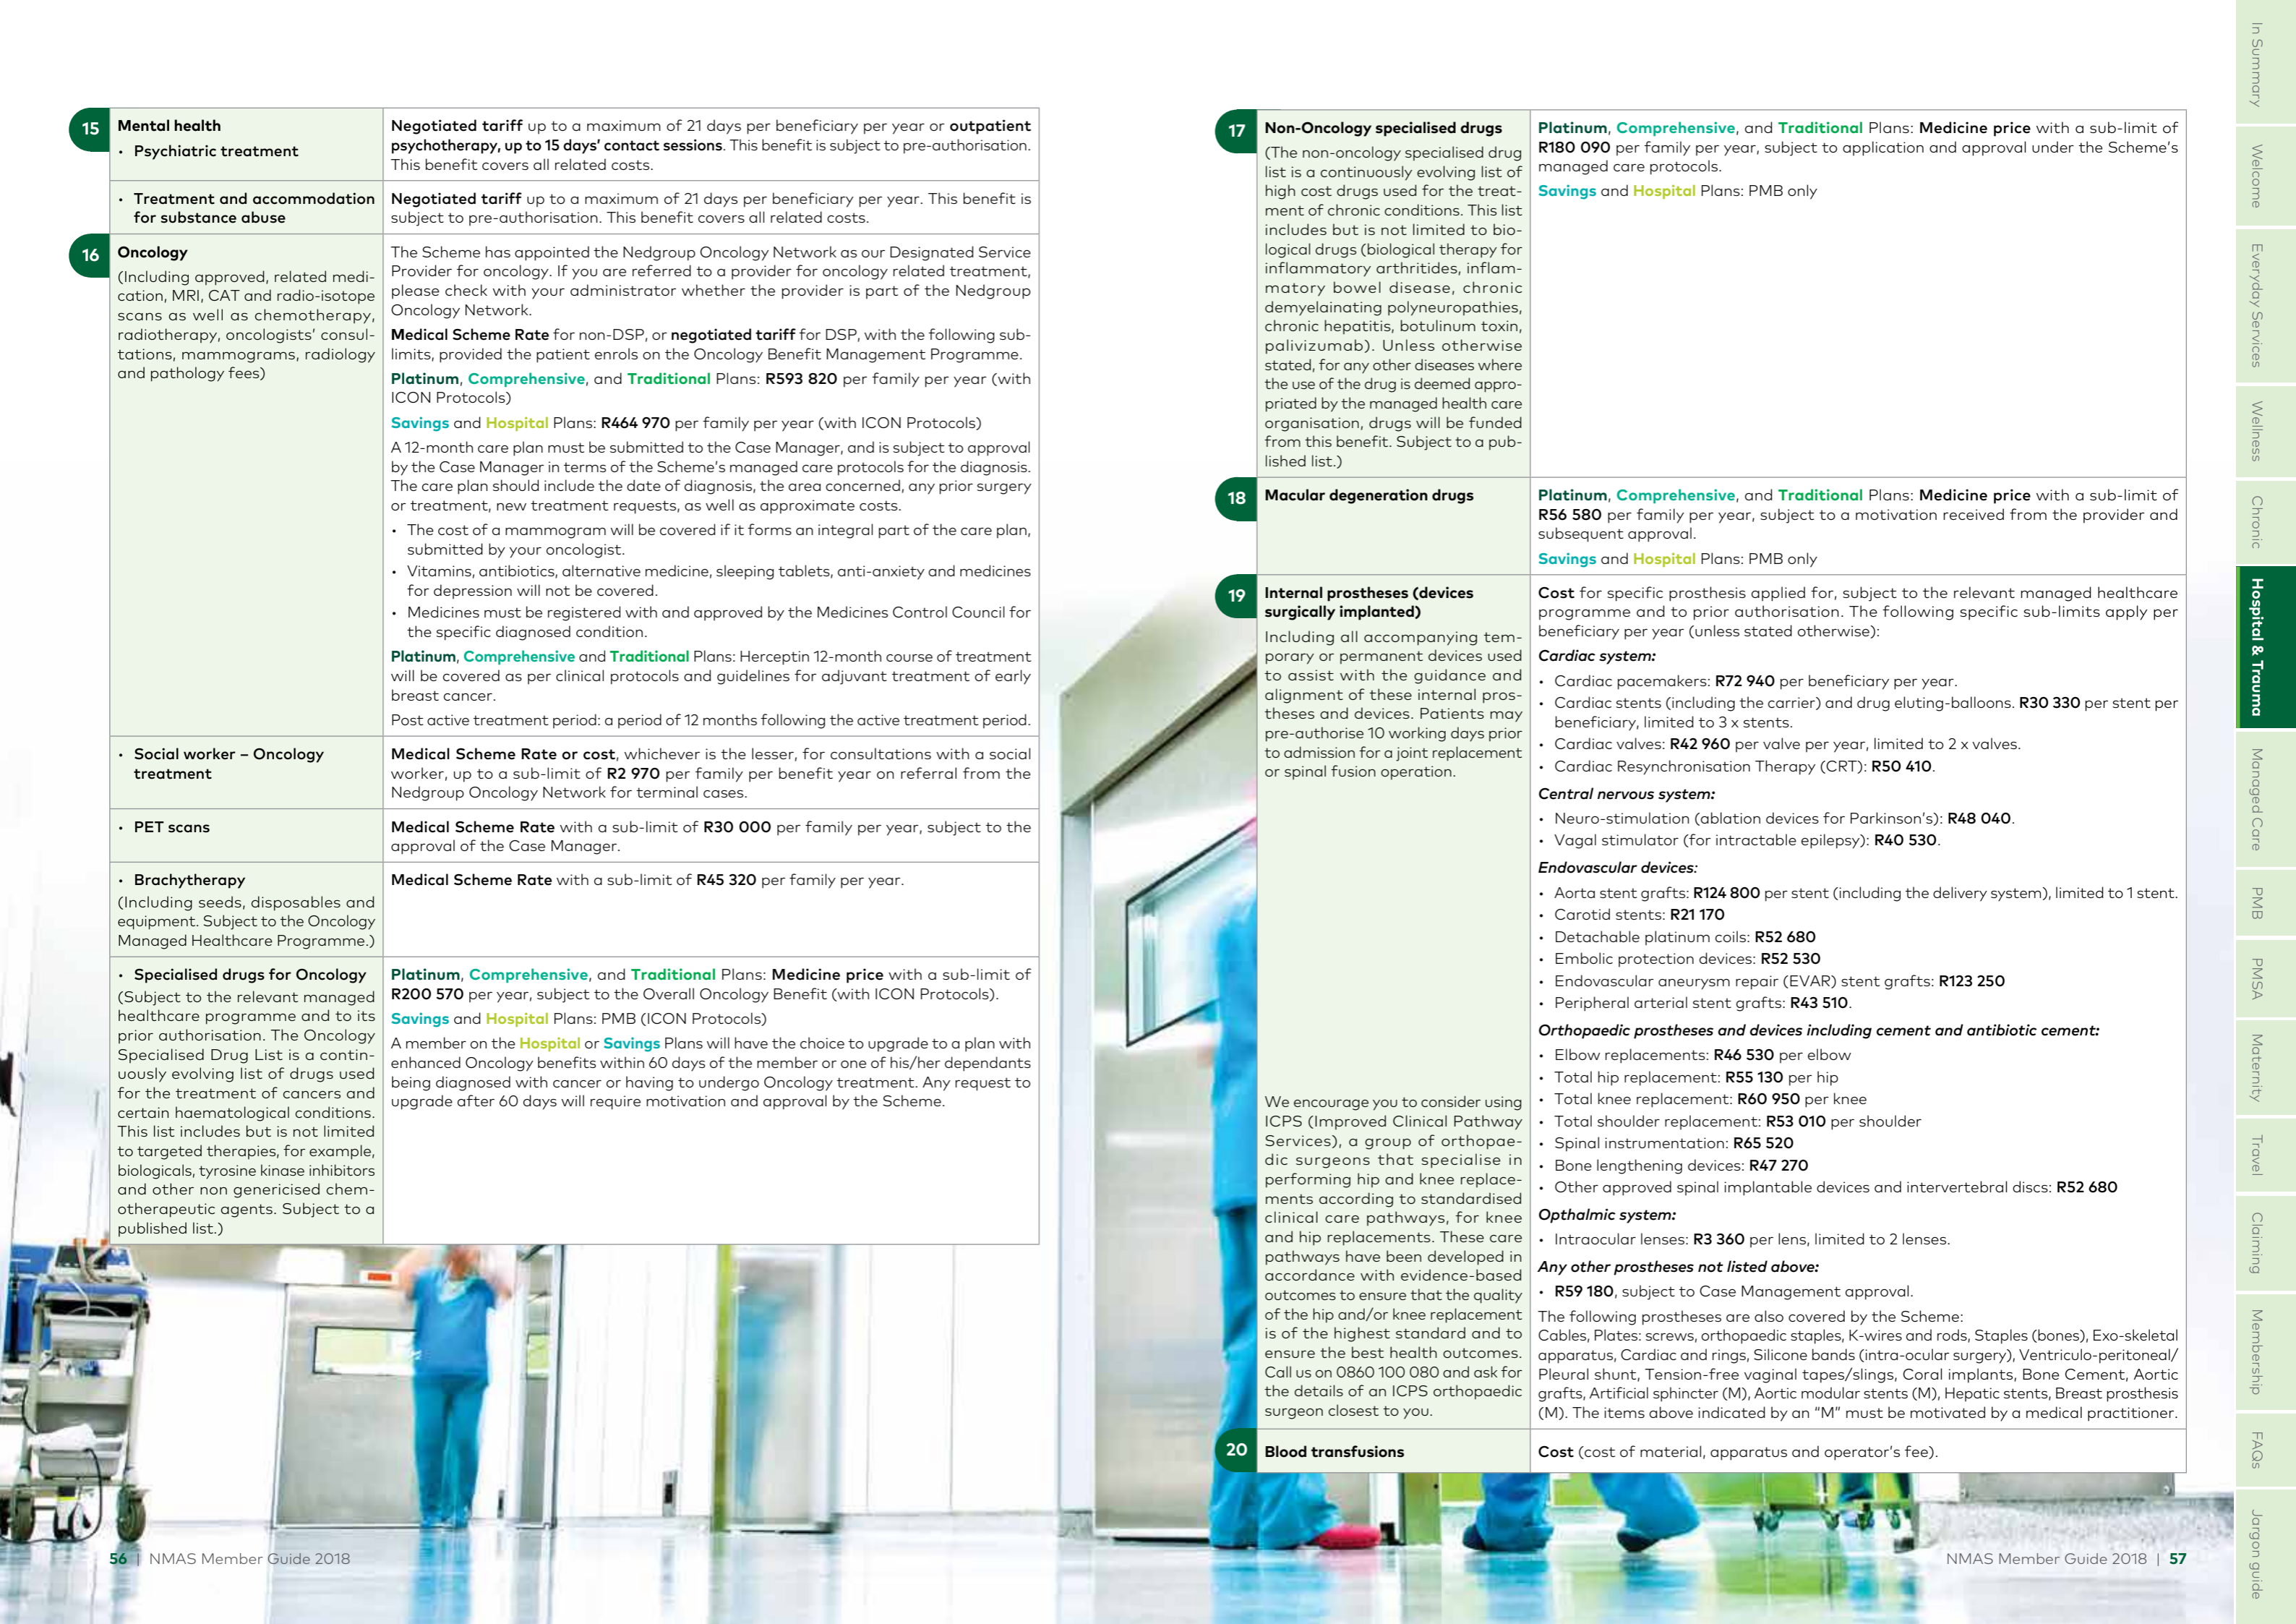 15
Mental health
• Psychiatric treatment
Negotiated tariff up to a maximum of 21 days per beneficiary per year or outpatient
psychotherapy, up to 15 days’ contact sessions. This benefit is subject to pre-authorisation.
This benefit covers all related costs.
• Treatment and accommodation
for substance abuse
Negotiated tariff up to a maximum of 21 days per beneficiary per year. This benefit is
subject to pre-authorisation. This benefit covers all related costs.
16
Oncology
(Including approved, related medi-
cation, MRI, CAT and radio-isotope
scans as well as chemotherapy,
radiotherapy, oncologists’ consul-
tations, mammograms, radiology
and pathology fees)
The Scheme has appointed the Nedgroup Oncology Network as our Designated Service
Provider for oncology. If you are referred to a provider for oncology related treatment,
please check with your administrator whether the provider is part of the Nedgroup
Oncology Network.
Medical Scheme Rate for non-DSP, or negotiated tariff for DSP, with the following sub-
limits, provided the patient enrols on the Oncology Benefit Management Programme.
Platinum, Comprehensive, and Traditional Plans: R593 820 per family per year (with
ICON Protocols)
Savings and Hospital Plans: R464 970 per family per year (with ICON Protocols)
A 12-month care plan must be submitted to the Case Manager, and is subject to approval
by the Case Manager in terms of the Scheme’s managed care protocols for the diagnosis.
The care plan should include the date of diagnosis, the area concerned, any prior surgery
or treatment, new treatment requests, as well as approximate costs.
• The cost of a mammogram will be covered if it forms an integral part of the care plan,
submitted by your oncologist.
• Vitamins, antibiotics, alternative medicine, sleeping tablets, anti-anxiety and medicines
for depression will not be covered.
• Medicines must be registered with and approved by the Medicines Control Council for
the specific diagnosed condition.
Platinum, Comprehensive and Traditional Plans: Herceptin 12-month course of treatment
will be covered as per clinical protocols and guidelines for adjuvant treatment of early
breast cancer.
Post active treatment period: a period of 12 months following the active treatment period.
• Social worker – Oncology
treatment
Medical Scheme Rate or cost, whichever is the lesser, for consultations with a social
worker, up to a sub-limit of R2 970 per family per benefit year on referral from the
Nedgroup Oncology Network for terminal cases.
• PET scans
Medical Scheme Rate with a sub-limit of R30 000 per family per year, subject to the
approval of the Case Manager.
• Brachytherapy
(Including seeds, disposables and
equipment. Subject to the Oncology
Managed Healthcare Programme.)
Medical Scheme Rate with a sub-limit of R45 320 per family per year.
• Specialised drugs for Oncology
(Subject to the relevant managed
healthcare programme and to its
prior authorisation. The Oncology
Specialised Drug List is a contin-
uously evolving list of drugs used
for the treatment of cancers and
certain haematological conditions.
This list includes but is not limited
to targeted therapies, for example,
biologicals, tyrosine kinase inhibitors
and other non genericised chem-
otherapeutic agents. Subject to a
published list.)
Platinum, Comprehensive, and Traditional Plans: Medicine price with a sub-limit of
R200 570 per year, subject to the Overall Oncology Benefit (with ICON Protocols).
Savings and Hospital Plans: PMB (ICON Protocols)
A member on the Hospital or Savings Plans will have the choice to upgrade to a plan with
enhanced Oncology benefits within 60 days of the member or one of his/her dependants
being diagnosed with cancer or having to undergo Oncology treatment. Any request to
upgrade after 60 days will require motivation and approval by the Scheme.
56 | NMAS Member Guide 2018
17
Non-Oncology specialised drugs
(The non-oncology specialised drug
list is a continuously evolving list of
high cost drugs used for the treat-
ment of chronic conditions. This list
includes but is not limited to bio-
logical drugs (biological therapy for
inflammatory arthritides, inflam-
matory bowel disease, chronic
demyelainating polyneuropathies,
chronic hepatitis, botulinum toxin,
palivizumab). Unless otherwise
stated, for any other diseases where
the use of the drug is deemed appro-
priated by the managed health care
organisation, drugs will be funded
from this benefit. Subject to a pub-
lished list.)
Platinum, Comprehensive, and Traditional Plans: Medicine price with a sub-limit of
R180 090 per family per year, subject to application and approval under the Scheme’s
managed care protocols.
Savings and Hospital Plans: PMB only
18
Macular degeneration drugs
Platinum, Comprehensive, and Traditional Plans: Medicine price with a sub-limit of
R56 580 per family per year, subject to a motivation received from the provider and
subsequent approval.
Savings and Hospital Plans: PMB only
19
Internal prostheses (devices
surgically implanted)
Including all accompanying tem-
porary or permanent devices used
to assist with the guidance and
alignment of these internal pros-
theses and devices. Patients may
pre-authorise 10 working days prior
to admission for a joint replacement
or spinal fusion operation.
We encourage you to consider using
ICPS (Improved Clinical Pathway
Services), a group of orthopae-
dic surgeons that specialise in
performing hip and knee replace-
ments according to standardised
clinical care pathways, for knee
and hip replacements. These care
pathways have been developed in
accordance with evidence-based
outcomes to ensure that the quality
of the hip and/or knee replacement
is of the highest standard and to
ensure the best health outcomes.
Call us on 0860 100 080 and ask for
the details of an ICPS orthopaedic
surgeon closest to you.
Cost for specific prosthesis applied for, subject to the relevant managed healthcare
programme and to prior authorisation. The following specific sub-limits apply per
beneficiary per year (unless stated otherwise):
Cardiac system:
• Cardiac pacemakers: R72 940 per beneficiary per year.
• Cardiac stents (including the carrier) and drug eluting-balloons. R30 330 per stent per
beneficiary, limited to 3 x stents.
• Cardiac valves: R42 960 per valve per year, limited to 2 x valves.
• Cardiac Resynchronisation Therapy (CRT): R50 410.
Central nervous system:
• Neuro-stimulation (ablation devices for Parkinson’s): R48 040.
• Vagal stimulator (for intractable epilepsy): R40 530.
Endovascular devices:
• Aorta stent grafts: R124 800 per stent (including the delivery system), limited to 1 stent.
• Carotid stents: R21 170
• Detachable platinum coils: R52 680
• Embolic protection devices: R52 530
• Endovascular aneurysm repair (EVAR) stent grafts: R123 250
• Peripheral arterial stent grafts: R43 510.
Orthopaedic prostheses and devices including cement and antibiotic cement:
• Elbow replacements: R46 530 per elbow
• Total hip replacement: R55 130 per hip
• Total knee replacement: R60 950 per knee
• Total shoulder replacement: R53 010 per shoulder
• Spinal instrumentation: R65 520
• Bone lengthening devices: R47 270
• Other approved spinal implantable devices and intervertebral discs: R52 680
Opthalmic system:
• Intraocular lenses: R3 360 per lens, limited to 2 lenses.
Any other prostheses not listed above:
• R59 180, subject to Case Management approval.
The following prostheses are also covered by the Scheme:
Cables, Plates: screws, orthopaedic staples, K-wires and rods, Staples (bones), Exo-skeletal
apparatus, Cardiac and rings, Silicone bands (intra-ocular surgery), Ventriculo-peritoneal/
Pleural shunt, Tension-free vaginal tapes/slings, Coral implants, Bone Cement, Aortic
grafts, Artificial sphincter (M), Aortic modular stents (M), Hepatic stents, Breast prosthesis
(M). The items above indicated by an “M” must be motivated by a medical practitioner.
20
Blood transfusions
Cost (cost of material, apparatus and operator’s fee).
NMAS Member Guide 2018 | 57
In Summary
Welcome
Everyday Services
Wellness
Chronic
Hospital & Trauma
Managed Care
PMB
PMSA
Maternity
Travel
Claiming
Membership
FAQs
Jargon guide